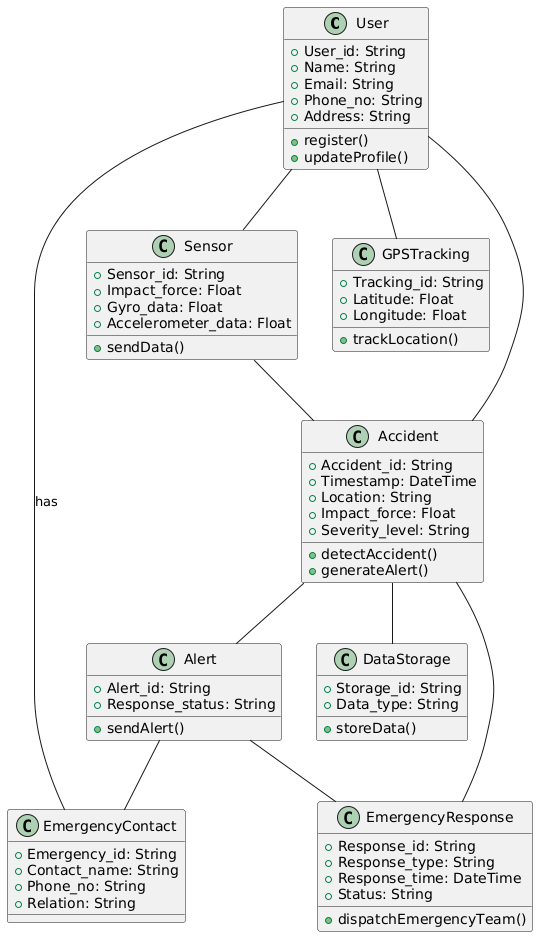 C User
User_id: String
Name: String
Email: String
Phone_no: String
Address: String
register()
updateProfile()
C Sensor
Sensor_id: String
Impact_force: Float
Gyro_data: Float
Accelerometer_data: Float
sendData()
C GPSTracking
Tracking_id: String
Latitude: Float
Longitude: Float
trackLocation()
C Accident
Accident_id: String
Timestamp: DateTime
Location: String
Impact_force: Float
Severity_level: String
detectAccident()
generateAlert()
has
C Alert
Alert_id: String
Response_status: String
sendAlert()
C DataStorage
Storage_id: String
Data_type: String
storeData()
C EmergencyContact
Emergency_id: String
Contact_name: String
Phone_no: String
Relation: String
C EmergencyResponse
Response_id: String
Response_type: String
Response_time: DateTime
Status: String
dispatchEmergencyTeam()